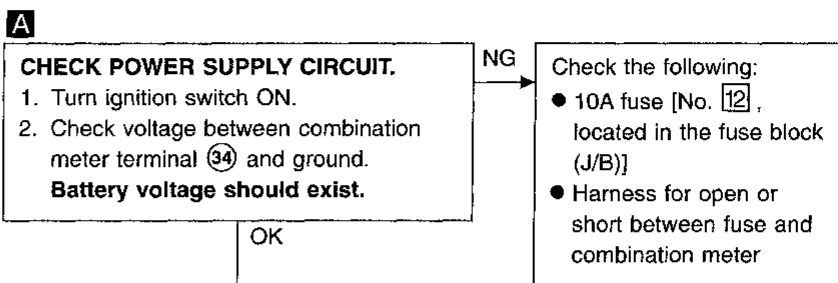 A
CHECK POWER SUPPLY CIRCUIT.
1. Turn ignition switch ON.
2. Check voltage between combination
meter terminal 34 and ground.
Battery voltage should exist.
NG
OK
Check the following:
● 10A fuse [No. 12 ,
located in the fuse block
(J/B)]
● Harness for open or
short between fuse and
combination meter